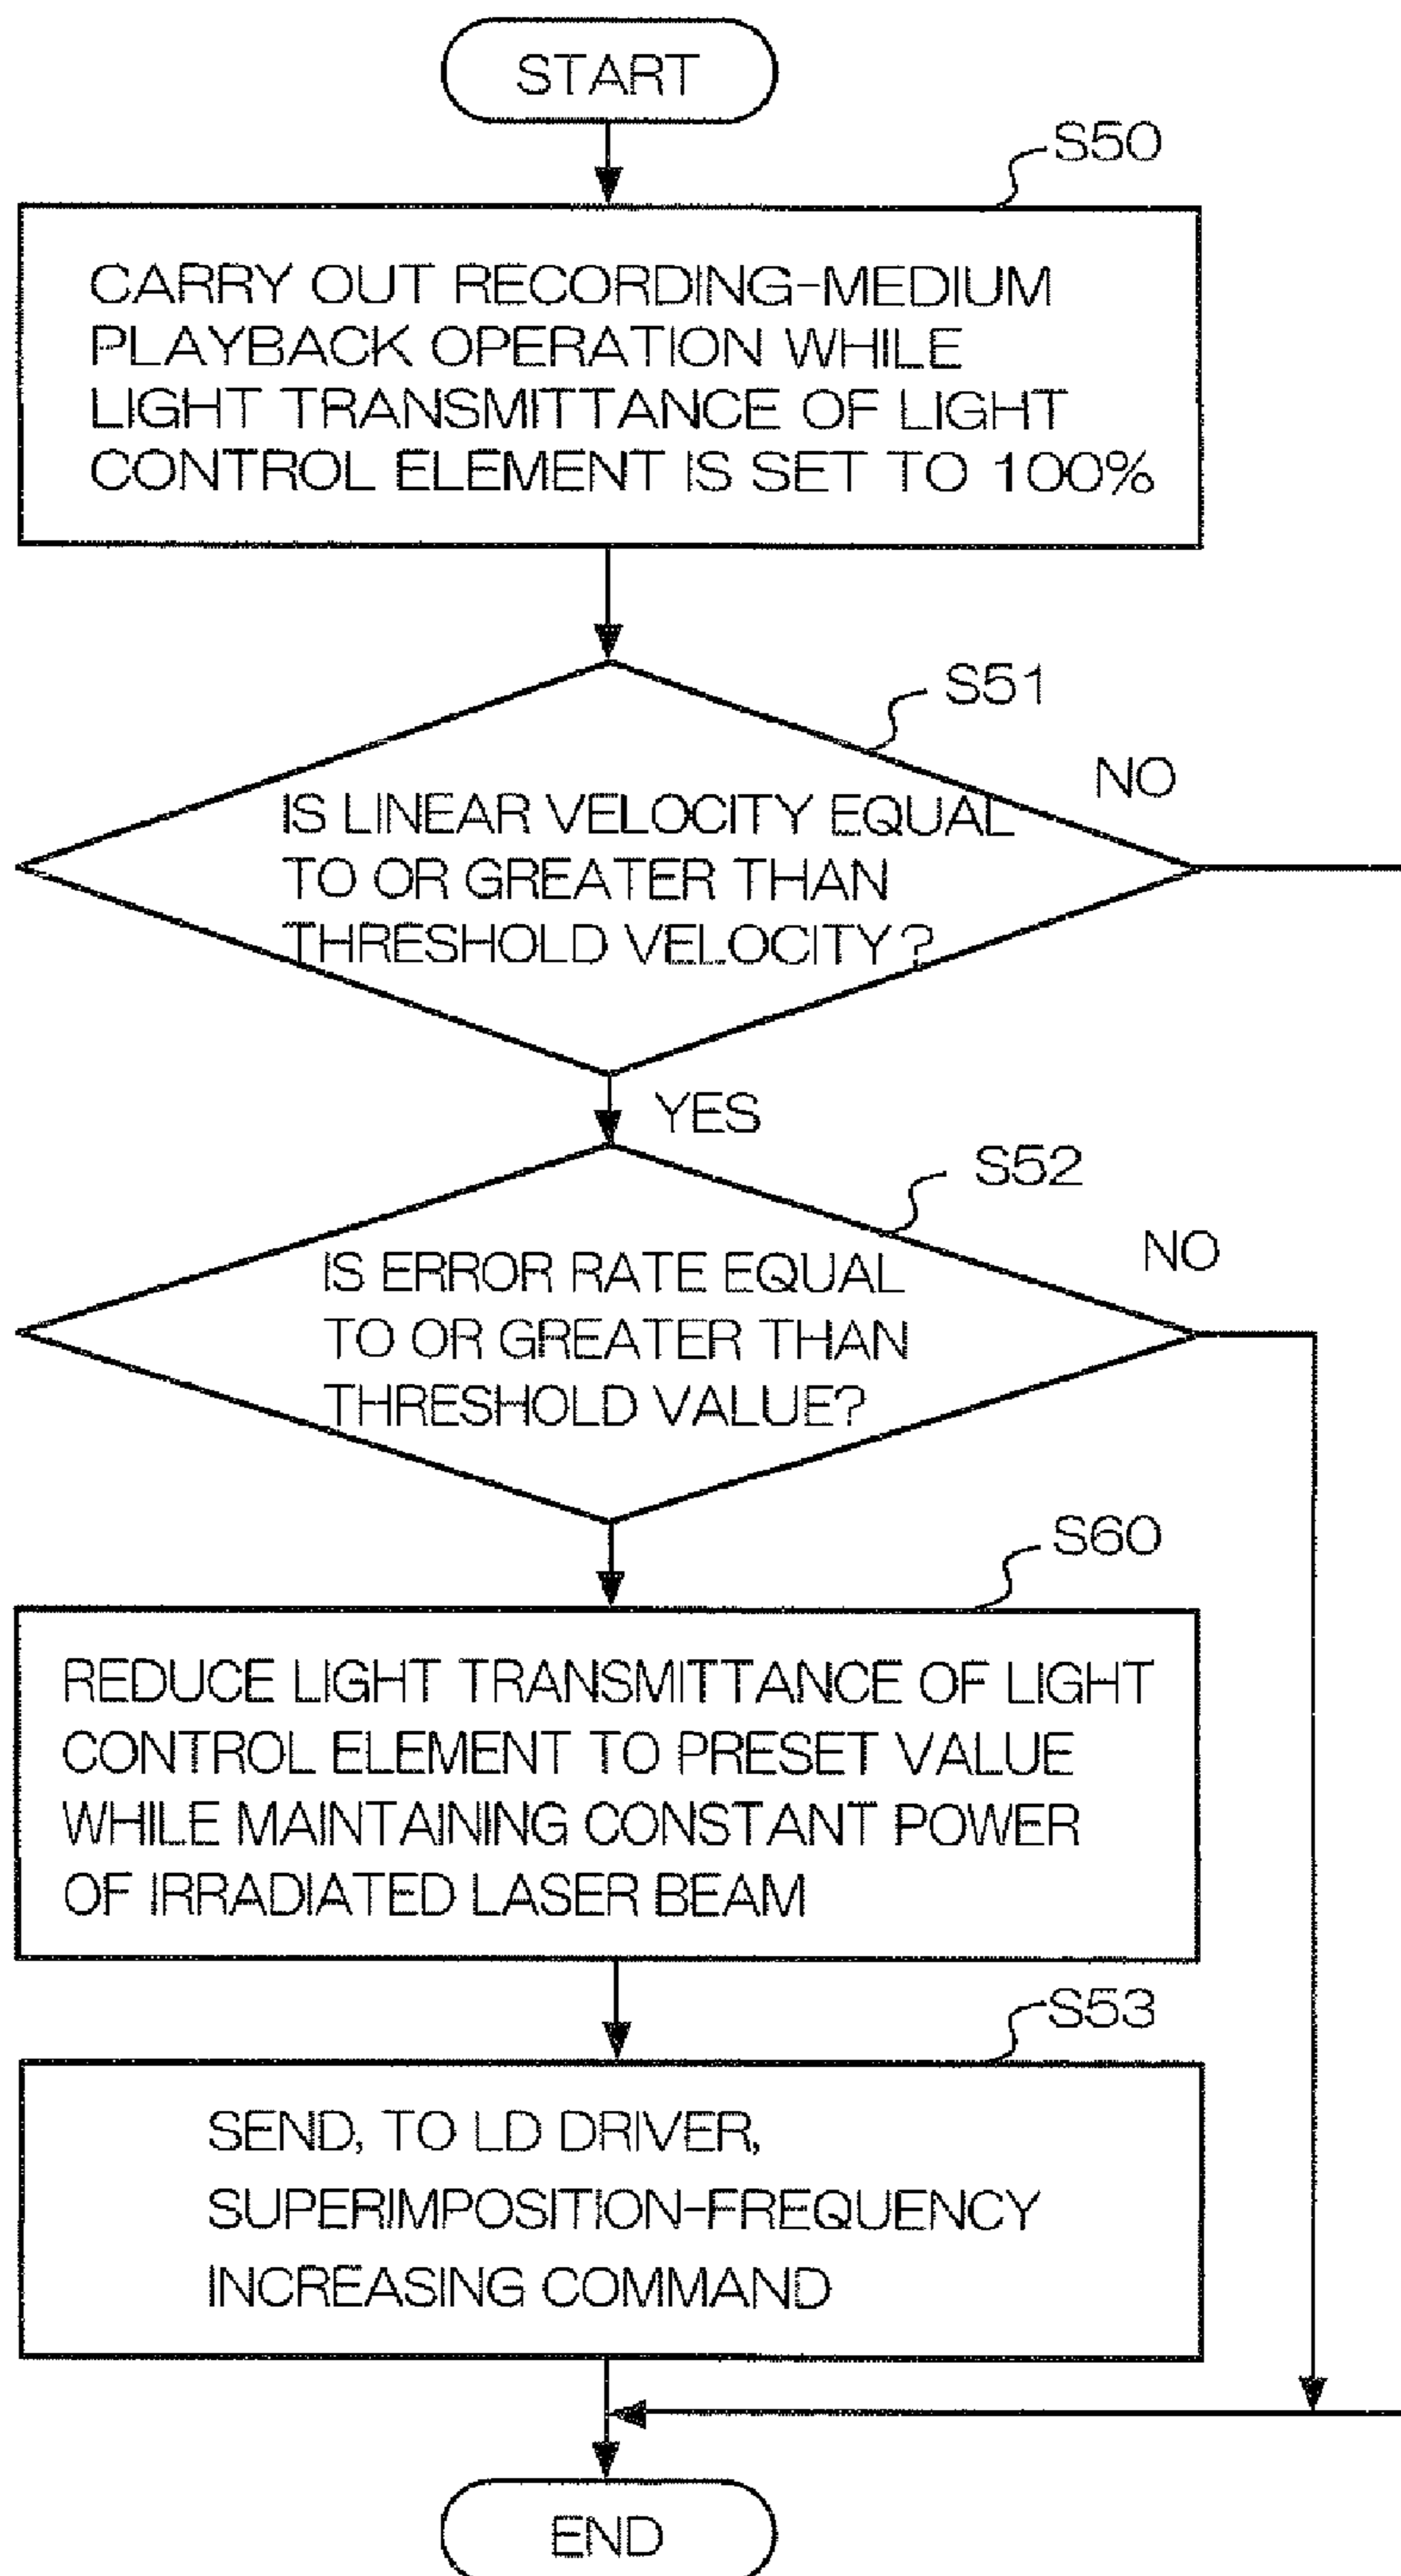 START
S50
CARRY OUT RECORDING-MEDIUM
PLAYBACK OPERATION WHILE
LIGHT TRANSMITTANCE OF LIGHT
CONTROL ELEMENT IS SET TO 100%
S51
NO
IS LINEAR VELOCITY EQUAL
TO OR GREATER THAN
THRESHOLD VELOCITY?
YES
S52
NO
IS ERROR RATE EQUAL
TO OR GREATER THAN
THRESHOLD VALUE?
S60
REDUCE LIGHT TRANSMITTANCE OF LIGHT
CONTROL ELEMENT TO PRESET VALUE
WHILE MAINTAINING CONSTANT POWER
OF IRRADIATED LASER BEAM
S53
SEND, TO LD DRIVER,
SUPERIMPOSITION-FREQUENCY
INCREASING COMMAND
END